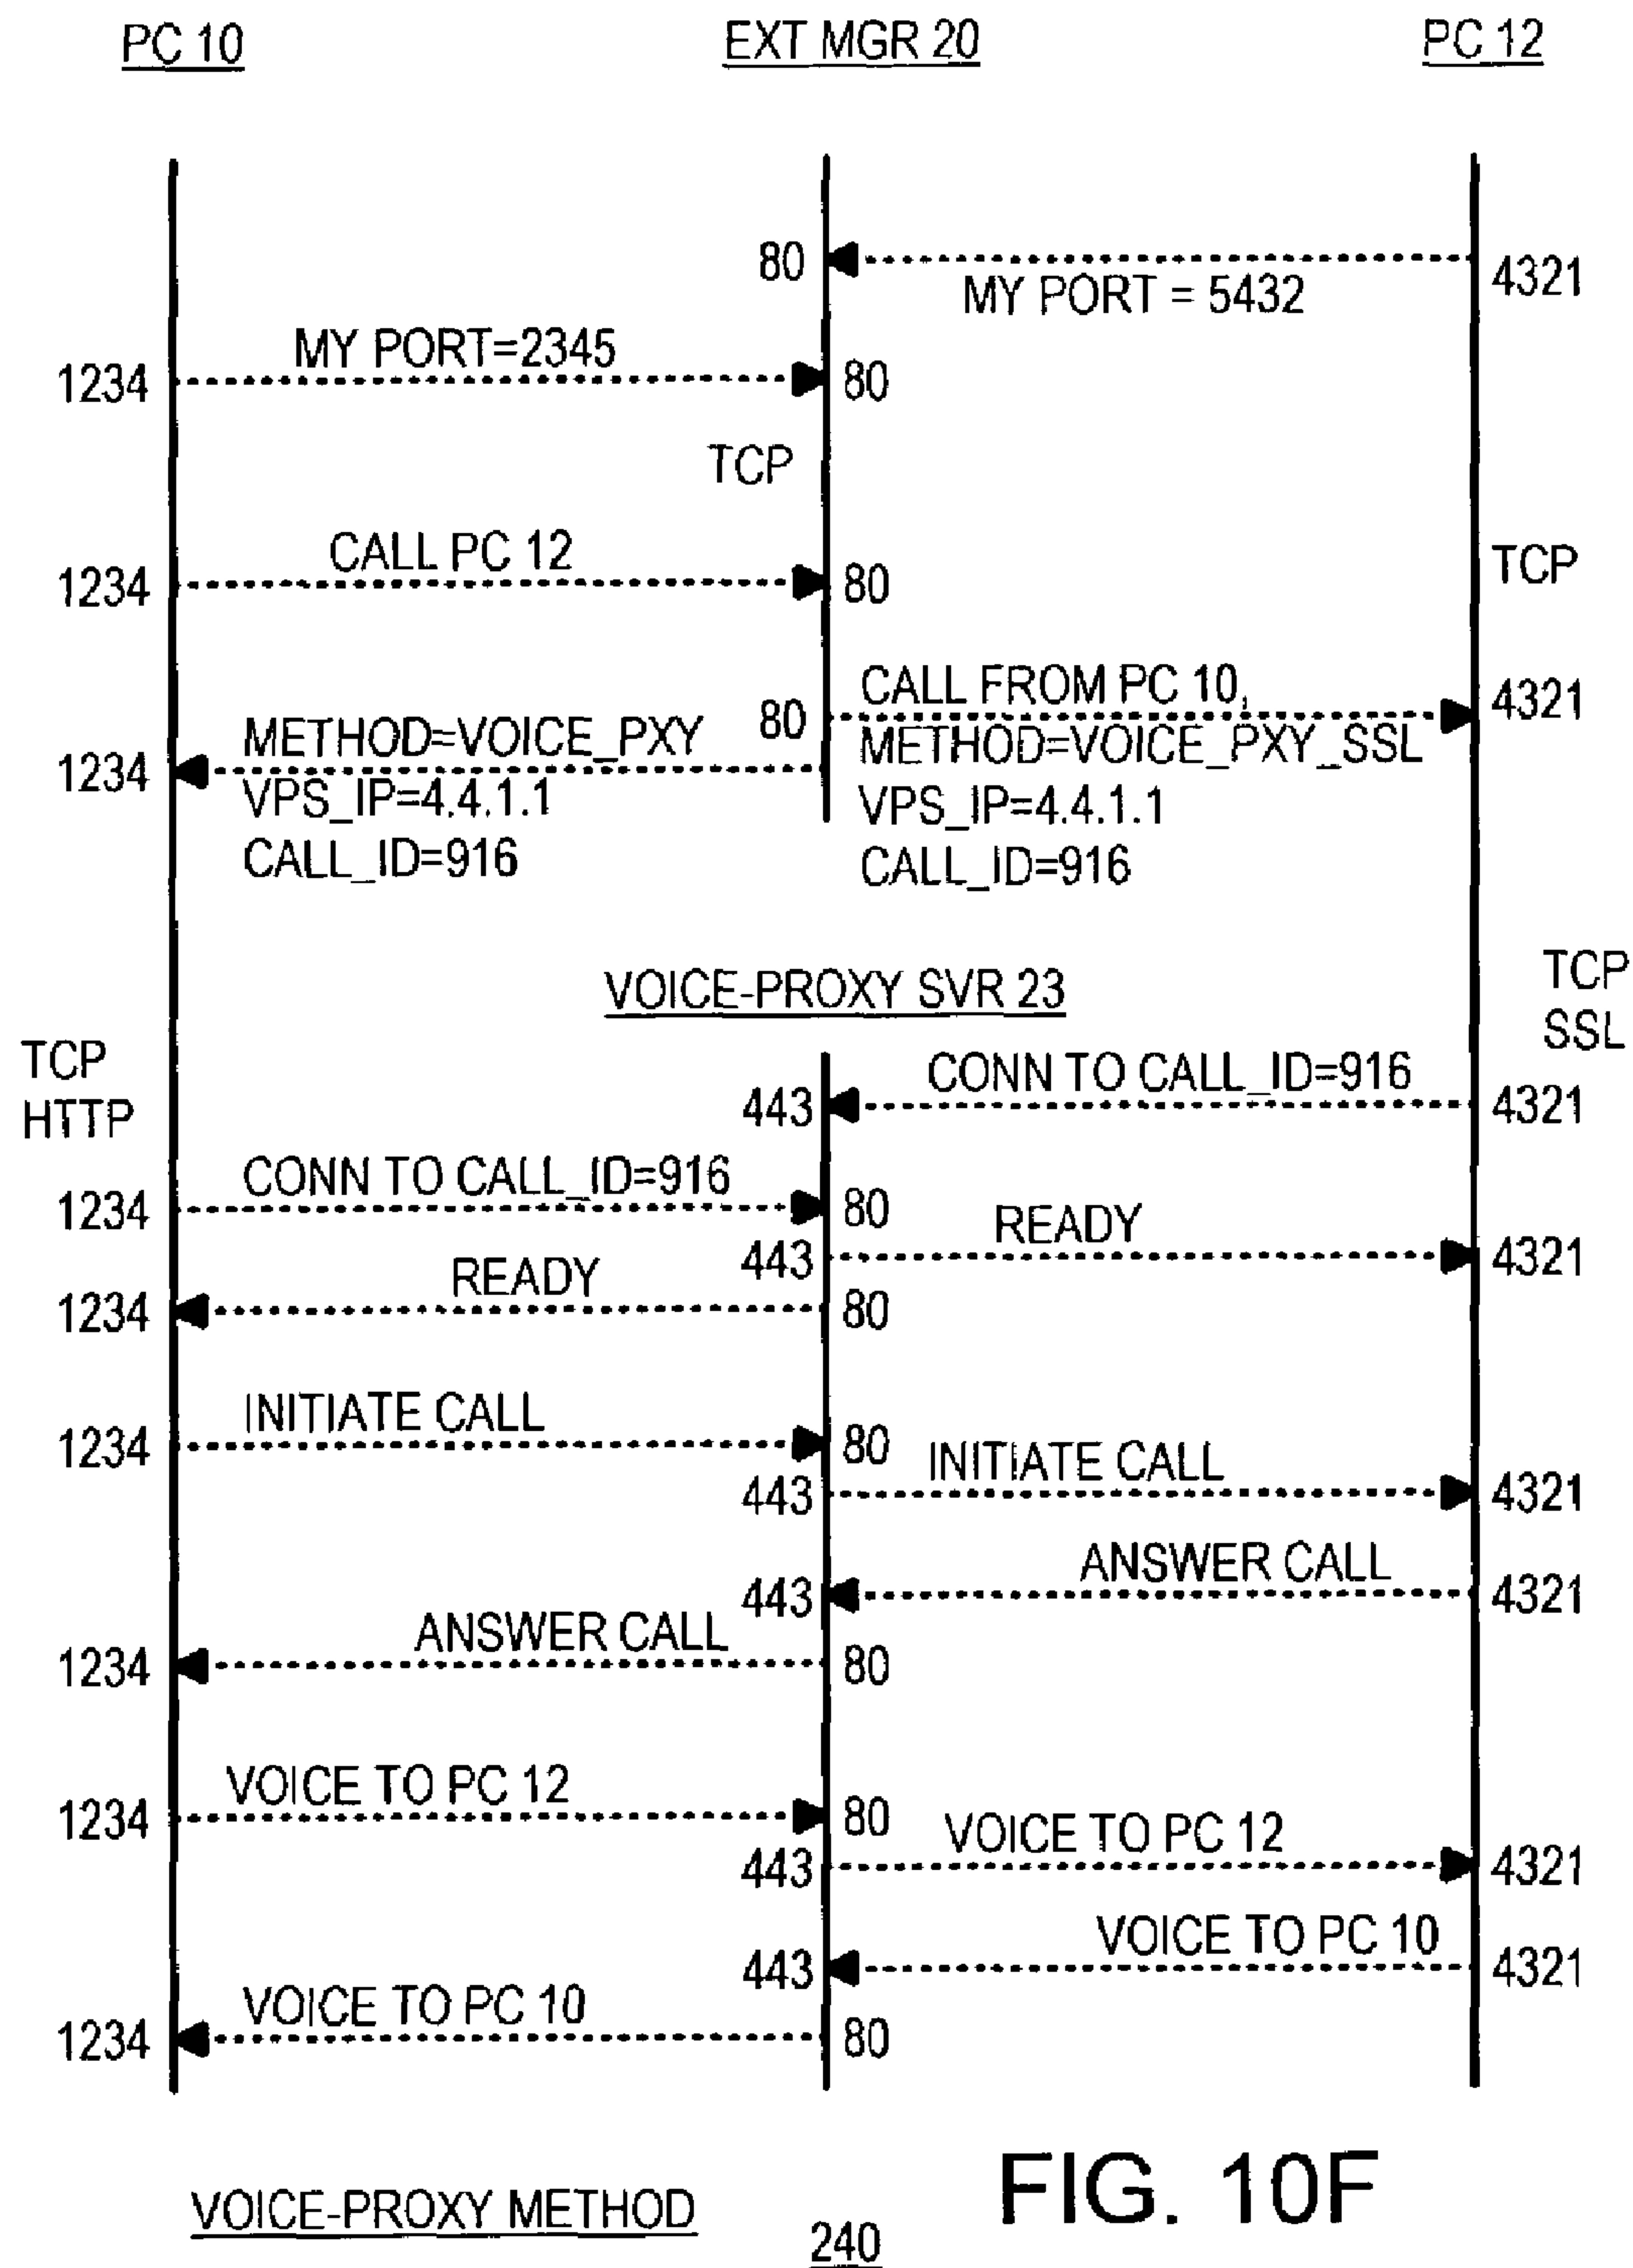 PC 10 EXT MGR 20 PC 12
80 4321
MY PORT = 5432
MY PORT=2345
1234 80
TCP
CALL PC 12 TCP
1234 80
CALL FROM PC 10,
80 4321
METHOD=VOICE_PXY METHOD=VOICE_PXY_SSL
1234
VPS_IP=4.4.1.1 VPS_IP=4.4.1.1
CALL_ID=916 CALL_ID=916
VOICE-PROXY SVR 23 TCP
SSL
TCP
HTTP
CONN TO CALL_ID=916
443 4321
CONN TO CALL_ID=916
1234 80
READY
443 4321
READY
1234 80
INITIATE CALL
1234 80
INITIATE CALL
443 4321
ANSWER CALL
443 4321
ANSWER CALL
1234 80
VOICE TO PC 12
1234 80
VOICE TO PC 12
443 4321
VOICE TO PC 10
443 4321
VOICE TO PC 10
1234 80
FIG. 10F
VOICE-PROXY METHOD
240